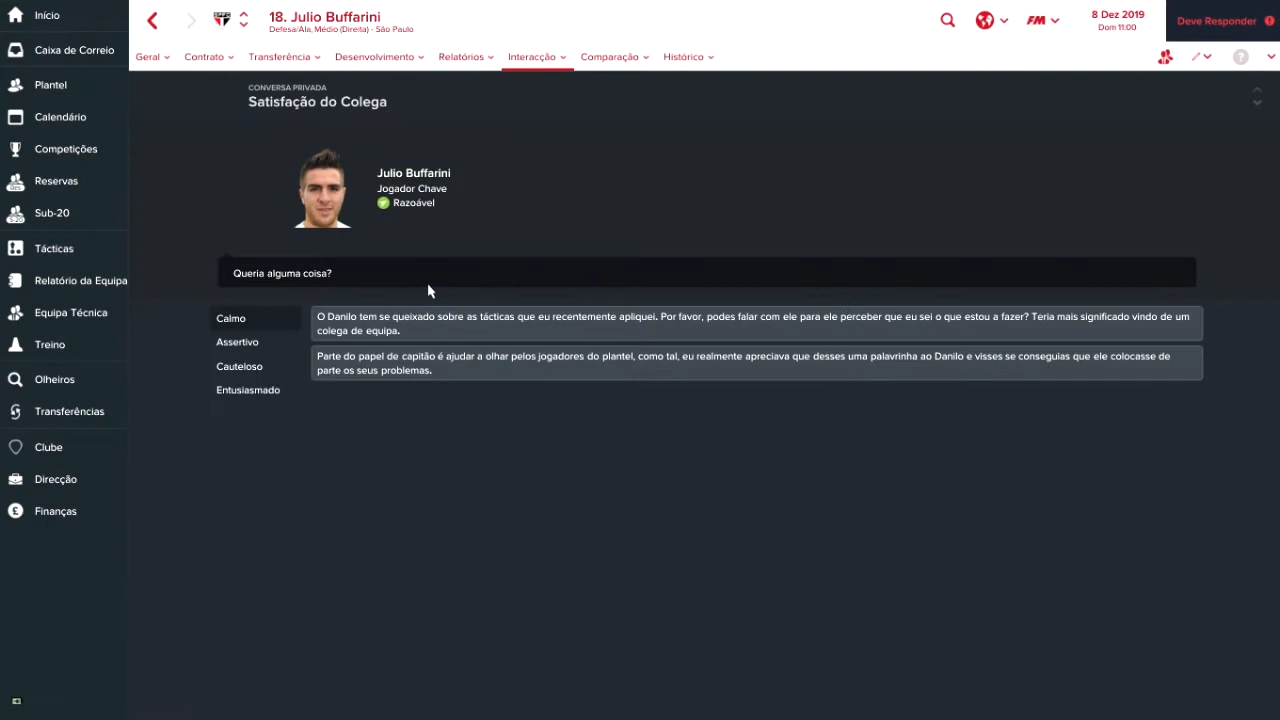 Início
Caixa de Correio
Plantel
Calendário
Competições
Reservas
Sub-20
Tácticas
Relatório da Equipa
Equipa Técnica
Treino
Olheiros
Transferências
Clube
Direcção
Finanças
18. Julio Buffarini
Defesa/Ala, Médio (Direita) - São Paulo
FM
8 Dez 2019
Dom 11:00
Deve Responder
Geral
Contrato
Transferência
Desenvolvimento
Relatórios
Interacção
Comparação
Histórico
CONVERSA PRIVADA
Satisfação do Colega
Julio Buffarini
Jogador Chave
Razoável
Queria alguma coisa?
Calmo
Assertivo
Cauteloso
Entusiasmado
O Danilo tem se queixado sobre as tácticas que eu recentemente apliquei. Por favor, podes falar com ele para ele perceber que eu sei o que estou a fazer? Teria mais significado vindo de um
colega de equipa.
Parte do papel de capitão é ajudar a olhar pelos jogadores do plantel, como tal, eu realmente apreciava que desses uma palavrinha ao Danilo e visses se conseguias que ele colocasse de
parte os seus problemas.